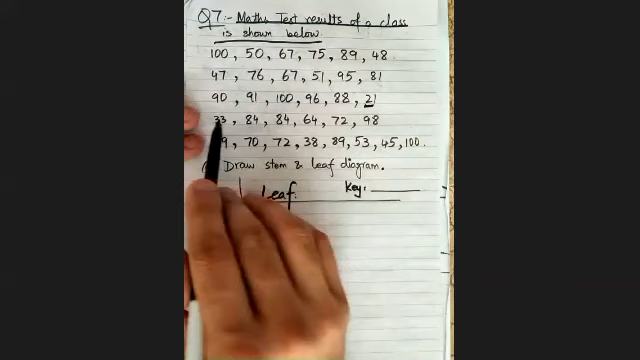 Q7:- Maths Test results of a class
is shown below
100, 50, 67, 75, 89, 48
47, 76, 67, 51, 95, 81
90, 91, 100, 96, 88, 21
33, 84, 84, 64, 72, 98
9, 70, 72, 38, 89, 53, 45, 100.
Draw stem & leaf diagram.
Leaf. Key: